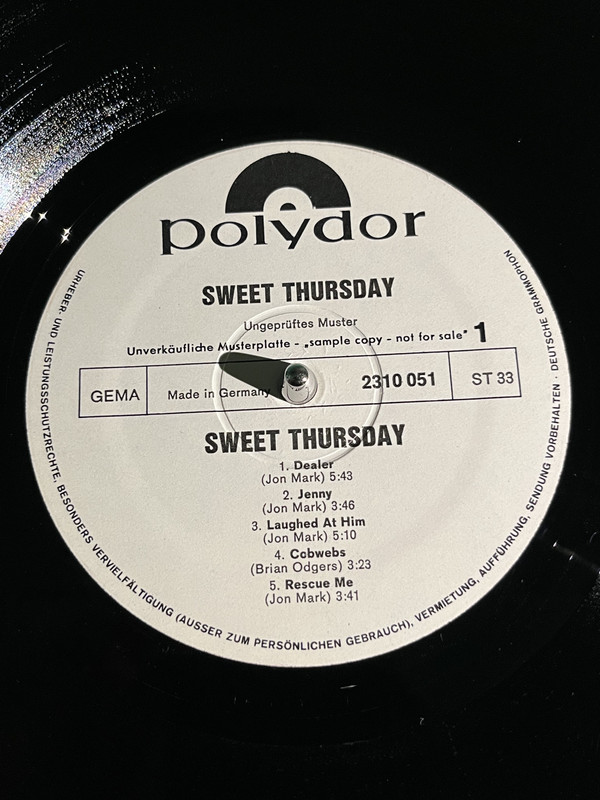 polydor
SWEET THURSDAY
Ungeprüftes Muster
Unverkäufliche Musterplatte - „sample copy - not for sale"
1
GEMA
Made in Germany
2310 051
ST 33
SWEET THURSDAY
1. Dealer
(Jon Mark) 5:43
2. Jenny
(Jon Mark) 3:46
3. Laughed At Him
(Jon Mark) 5:10
4. Cobwebs
(Brian Odgers) 3:23
5. Rescue Me
(Jon Mark) 3:41
URHEBER- UND LEISTUNGSSCHUTZRECHTE, BESONDERS VERVIELFÄLTIGUNG (AUSSER ZUM PERSÖNLICHEN GEBRAUCH), VERMIETUNG, AUFFÜHRUNG, SENDUNG VORBEHALTEN · DEUTSCHE GRAMMOPHON